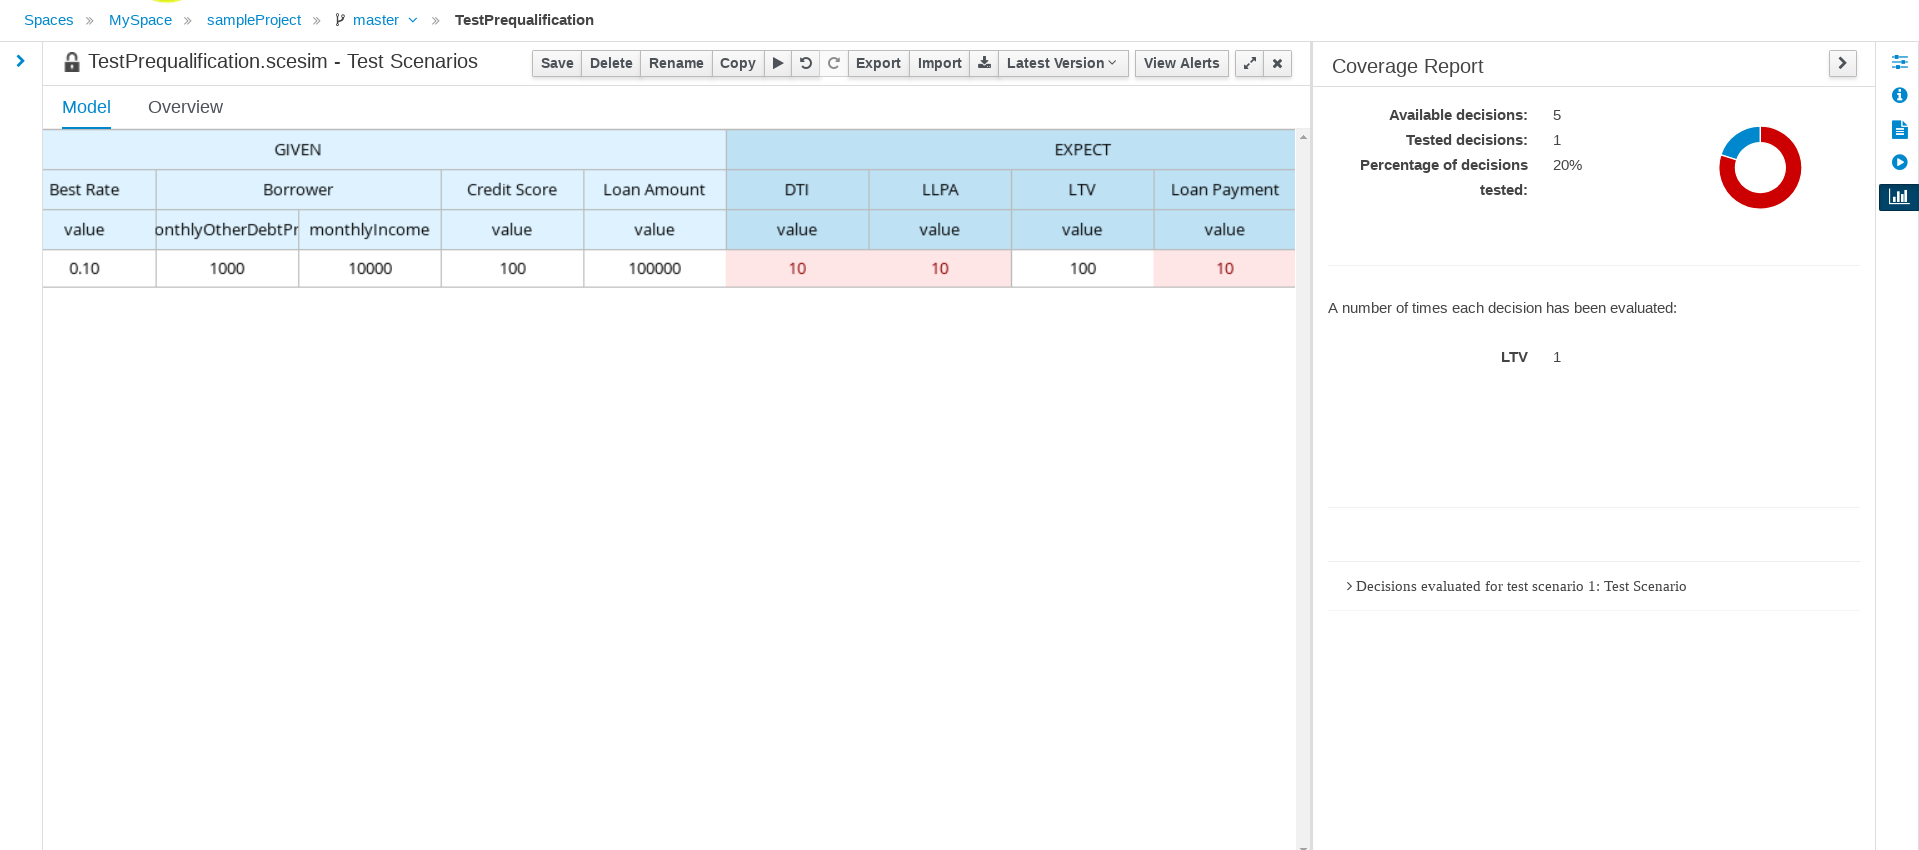 Spaces » MySpace » sampleProject » master » TestPrequalification
TestPrequalification.scesim - Test Scenarios
Save Delete Rename Copy Export Import Latest Version View Alerts
Model Overview
GIVEN EXPECT
Best Rate Borrower Credit Score Loan Amount DTI LLPA LTV Loan Payment
value onthlyOtherDebtPr monthlyIncome value value value value value value
0.10 1000 10000 100 100000 10 10 100 10
Coverage Report
Available decisions: 5
Tested decisions: 1
Percentage of decisions 20%
tested:
A number of times each decision has been evaluated:
LTV 1
Decisions evaluated for test scenario 1: Test Scenario